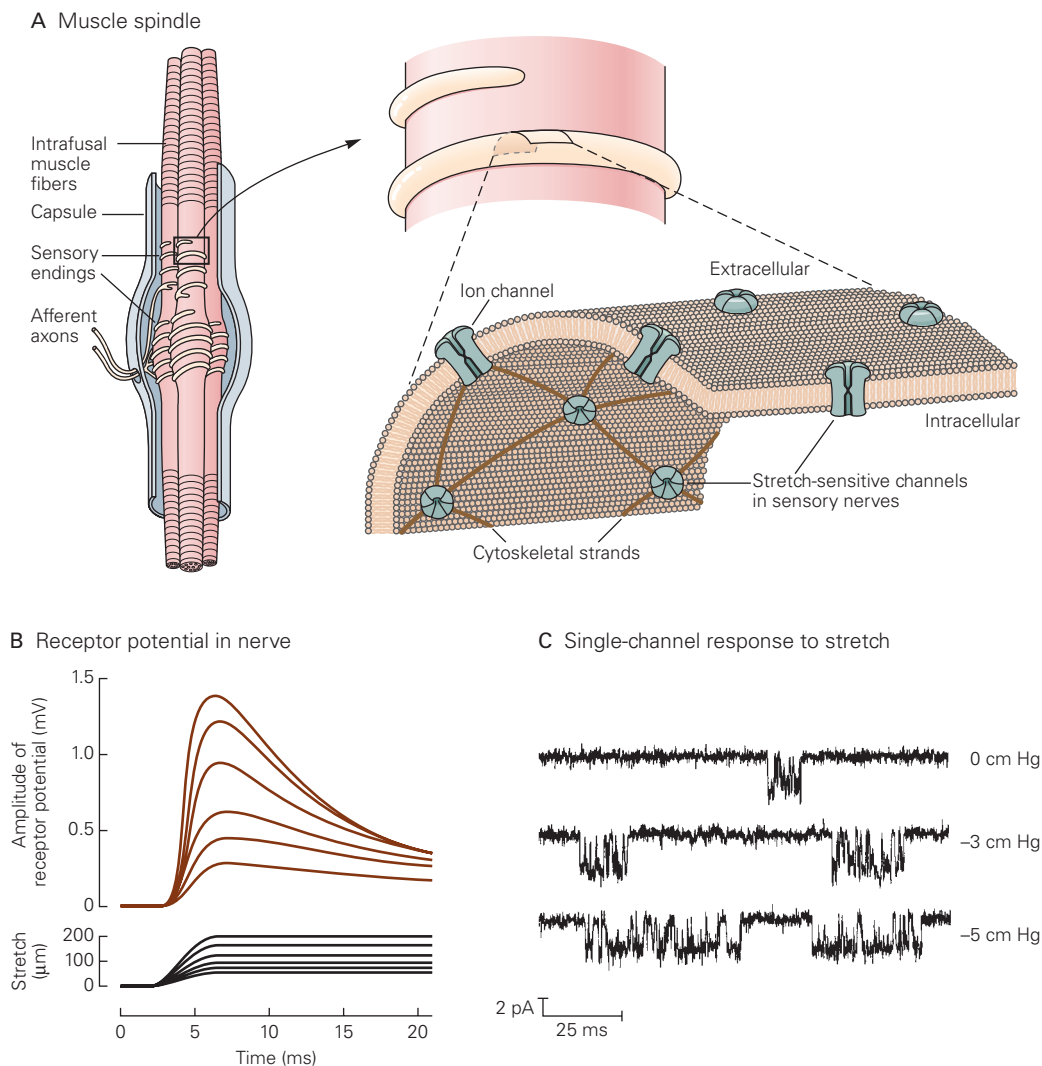 A Muscle spindle
Intrafusal
muscle
fibers
Capsule
Sensory
endings
Afferent
axons
Ion channel
Extracellular
Intracellular
Stretch-sensitive channels
in sensory nerves
Cytoskeletal strands
B Receptor potential in nerve
Amplitude of
receptor potential (mV)
1.5
1.0
0.5
0
Stretch
(μm)
200
100
0
0 5 10 15 20
Time (ms)
C Single-channel response to stretch
0 cm Hg
–3 cm Hg
–5 cm Hg
2 pA
25 ms